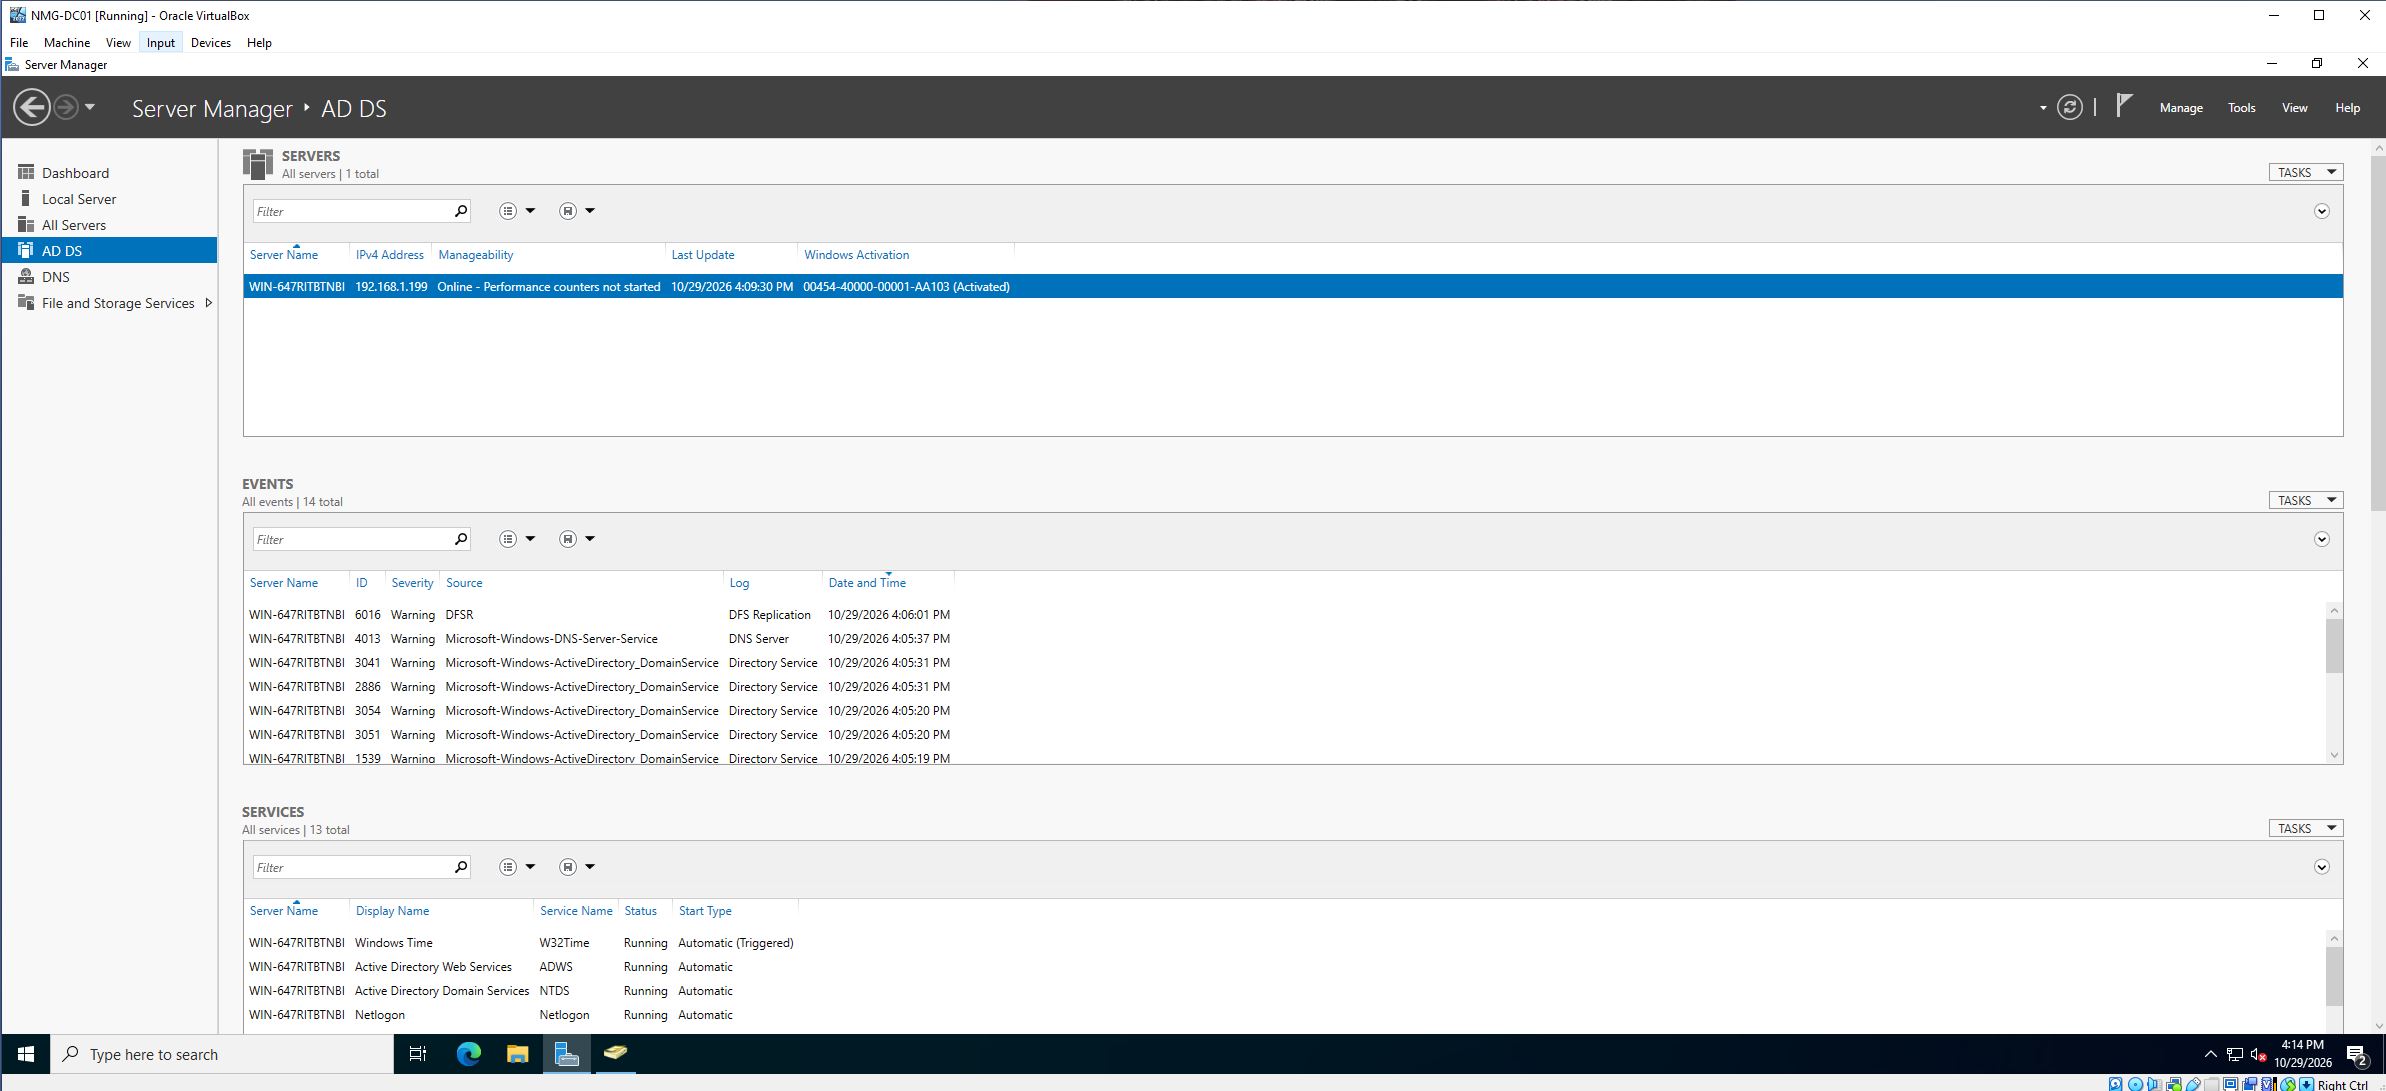 NMG-DC01 [Running] - Oracle VirtualBox
File Machine View Input Devices Help
Server Manager
Server Manager ‣ AD DS
Manage Tools View Help
Dashboard
Local Server
All Servers
AD DS
DNS
File and Storage Services
SERVERS
All servers | 1 total
TASKS
Filter
Server Name IPv4 Address Manageability Last Update Windows Activation
WIN-647RITBTNBI 192.168.1.199 Online - Performance counters not started 10/29/2026 4:09:30 PM 00454-40000-00001-AA103 (Activated)
EVENTS
All events | 14 total
TASKS
Filter
Server Name ID Severity Source Log Date and Time
WIN-647RITBTNBI 6016 Warning DFSR DFS Replication 10/29/2026 4:06:01 PM
WIN-647RITBTNBI 4013 Warning Microsoft-Windows-DNS-Server-Service DNS Server 10/29/2026 4:05:37 PM
WIN-647RITBTNBI 3041 Warning Microsoft-Windows-ActiveDirectory_DomainService Directory Service 10/29/2026 4:05:31 PM
WIN-647RITBTNBI 2886 Warning Microsoft-Windows-ActiveDirectory_DomainService Directory Service 10/29/2026 4:05:31 PM
WIN-647RITBTNBI 3054 Warning Microsoft-Windows-ActiveDirectory_DomainService Directory Service 10/29/2026 4:05:20 PM
WIN-647RITBTNBI 3051 Warning Microsoft-Windows-ActiveDirectory_DomainService Directory Service 10/29/2026 4:05:20 PM
WIN-647RITBTNBI 1539 Warning Microsoft-Windows-ActiveDirectory_DomainService Directory Service 10/29/2026 4:05:19 PM
SERVICES
All services | 13 total
TASKS
Filter
Server Name Display Name Service Name Status Start Type
WIN-647RITBTNBI Windows Time W32Time Running Automatic (Triggered)
WIN-647RITBTNBI Active Directory Web Services ADWS Running Automatic
WIN-647RITBTNBI Active Directory Domain Services NTDS Running Automatic
WIN-647RITBTNBI Netlogon Netlogon Running Automatic
Type here to search
4:14 PM
10/29/2026
2
Right Ctrl